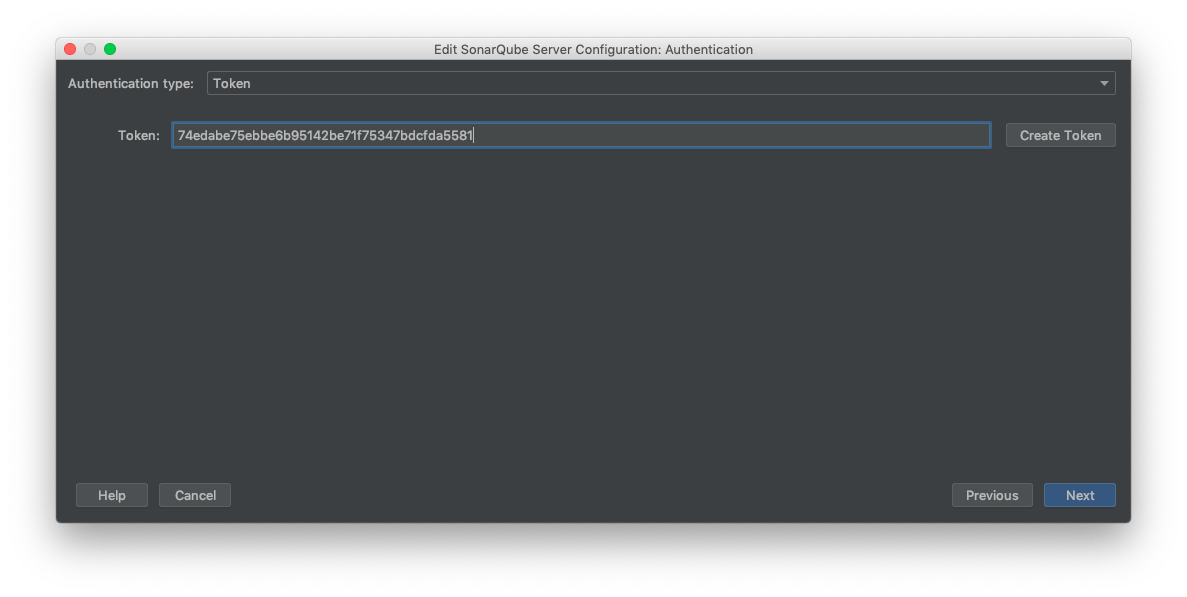 Edit SonarQube Server Configuration: Authentication
Authentication type: Token
Token: 74edabe75ebbe6b95142be71f75347bdcfda5581 Create Token
Help Cancel Previous Next